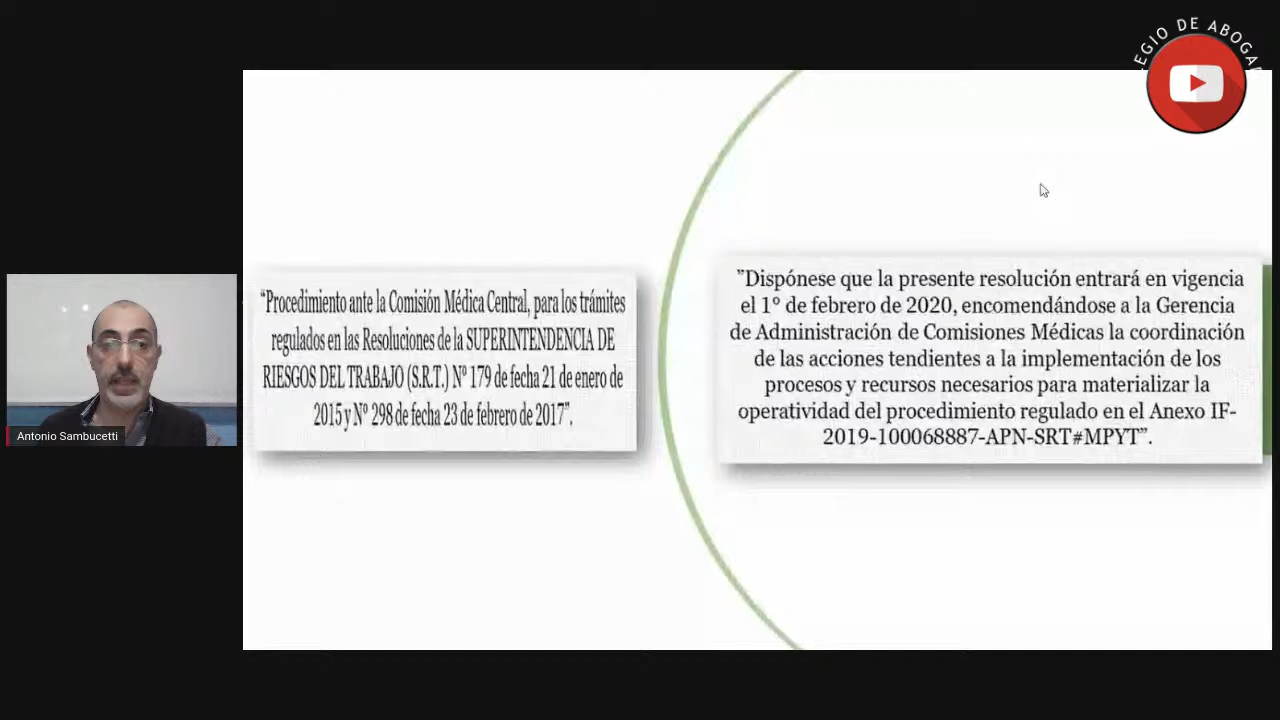 EGIO DE ABOGA
"Procedimiento ante la Comisión Médica Central, para los trámites
regulados en las Resoluciones de la SUPERINTENDENCIA DE
RIESGOS DEL TRABAJO (S.R.T.) Nº 179 de fecha 21 de enero de
2015 y Nº 298 de fecha 23 de febrero de 2017".
"Dispónese que la presente resolución entrará en vigencia
el 1º de febrero de 2020, encomendándose a la Gerencia
de Administración de Comisiones Médicas la coordinación
de las acciones tendientes a la implementación de los
procesos y recursos necesarios para materializar la
operatividad del procedimiento regulado en el Anexo IF-
2019-100068887-APN-SRT#MPYT".
Antonio Sambucetti